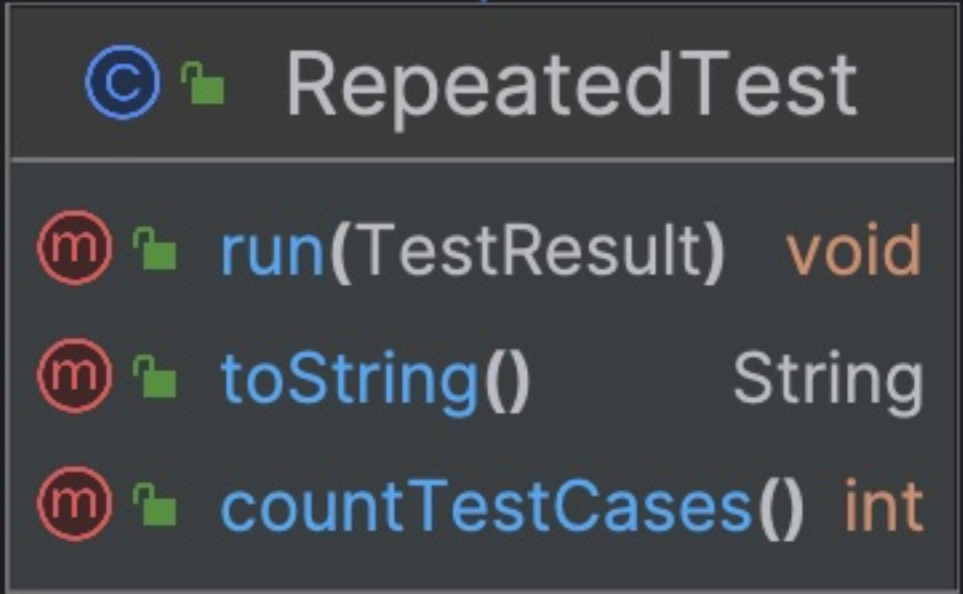 C RepeatedTest
m run(TestResult) void
m toString() String
m countTestCases() int